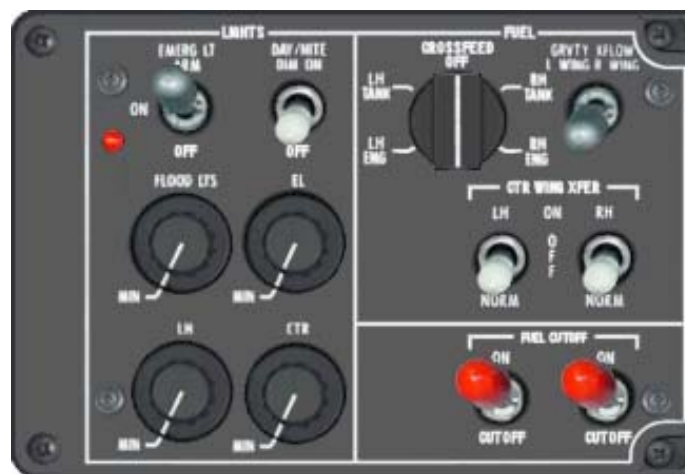 LIGHTS
EMERG LT
ARM
ON
OFF
DAY/NITE
DIM ON
OFF
FLOOD LTS
MIN
EL
MIN
LH
MIN
CTR
MIN
FUEL
CROSSFEED
OFF
LH
TANK
RH
TANK
LH
ENG
RH
ENG
GRVTY XFLOW
L WING R WING
CTR WING XFER
LH ON RH
OFF
NORM NORM
FUEL CUTOFF
ON ON
CUTOFF CUTOFF